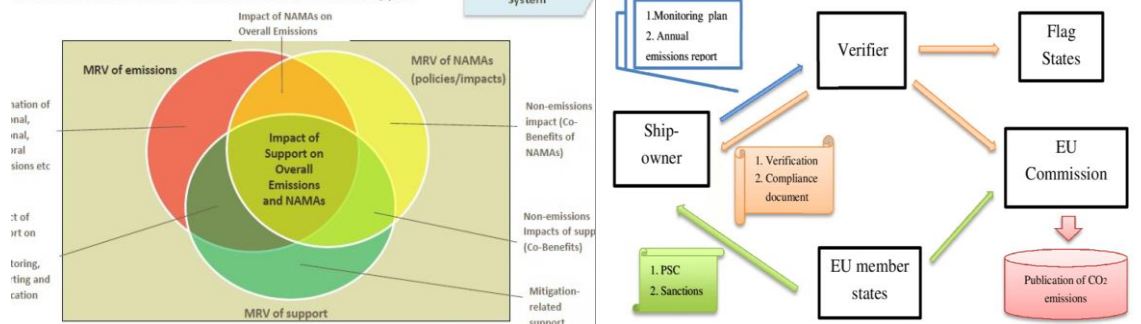 System
Impact of NAMAs on
Overall Emissions
MRV of emissions
MRV of NAMAs
(policies/impacts)
Non-emissions
impact (Co-
Benefits of
NAMAs)
Impact of
Support on
Overall
Emissions
and NAMAs
Non-emissions
(Co-Benefits)
Impacts of
Mitigation-
related
support
MRV of support
1.Monitoring plan
2. Annual
emissions report
Verifier
Flag
States
Ship-
owner
1. Verification
2. Compliance
document
EU
Commission
1. PSC
2. Sanctions
EU member
states
Publication of CO2
emissions